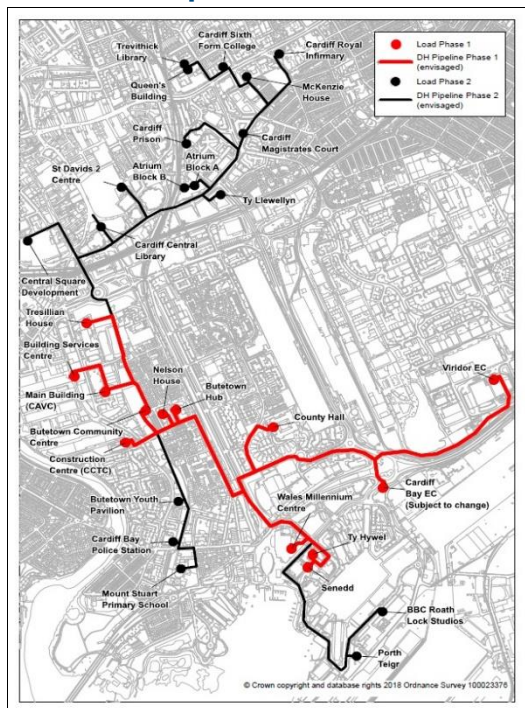 Cardiff Sixth
Form College
Cardiff Royal
Infirmary
Trevithick
Library
Load Phase 1
DH Pipeline Phase 1
(envisaged)
Load Phase 2
DH Pipeline Phase 2
(envisaged)
Queen's
Building
McKenzie
House
Cardiff
Prison
Cardiff
Magistrates Court
Atrium
Block A
St Davids 2
Centre
Atrium
Block B
Ty Llewellyn
Cardiff Central
Library
Central Square
Development
Tresillian
House
Building Services
Centre
Nelson
House
Butetown
Hub
Viridor EC
Main Building
(CAVC)
County Hall
Butetown Community
Centre
Construction
Centre (CCTC)
Cardiff
Bay EC
(Subject to change)
Wales Millennium
Centre
Butetown Youth
Pavilion
Ty Hywel
Cardiff Bay
Police Station
Senedd
Mount Stuart
Primary School
BBC Roath
Lock Studios
Porth
Teigr
© Crown copyright and database rights 2018 Ordnance Survey 100023376